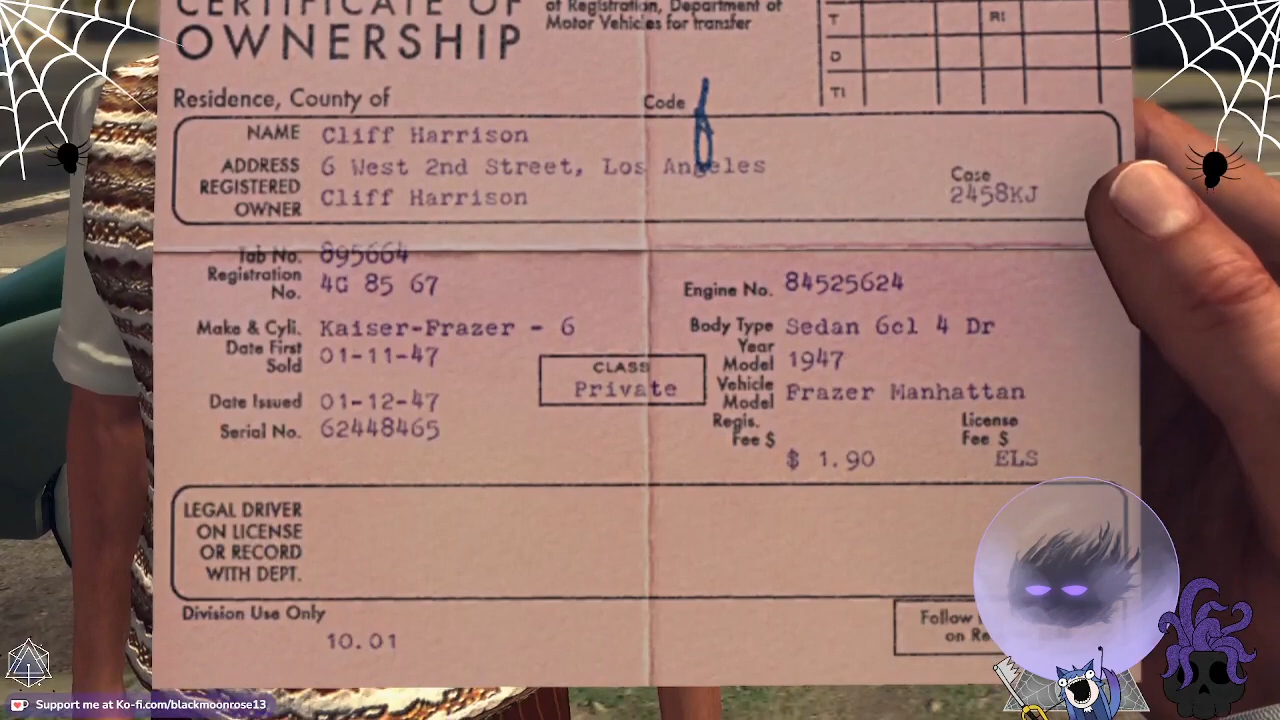 CERTIFICATE OF
OWNERSHIP
of Registration, Department of
Motor Vehicles for transfer
T
RI
D
TI
Residence, County of
Code
NAME Cliff Harrison
ADDRESS 6 West 2nd Street, Los Angeles
REGISTERED
OWNER Cliff Harrison
Case
2458KJ
Tab No. 895664
Registration
No. 4G 85 67
Engine No. 84525624
Make & Cyli. Kaiser-Frazer - 6
Body Type Sedan 6cl 4 Dr
Date First
Sold 01-11-47
Year
Model 1947
CLASS
Private
Vehicle
Model Frazer Manhattan
Date Issued 01-12-47
Serial No. 62448465
Regis.
Fee $
$ 1.90
License
Fee $
ELS
LEGAL DRIVER
ON LICENSE
OR RECORD
WITH DEPT.
Division Use Only
10.01
Follow
on Re
Support me at Ko-fi.com/blackmoonrose13